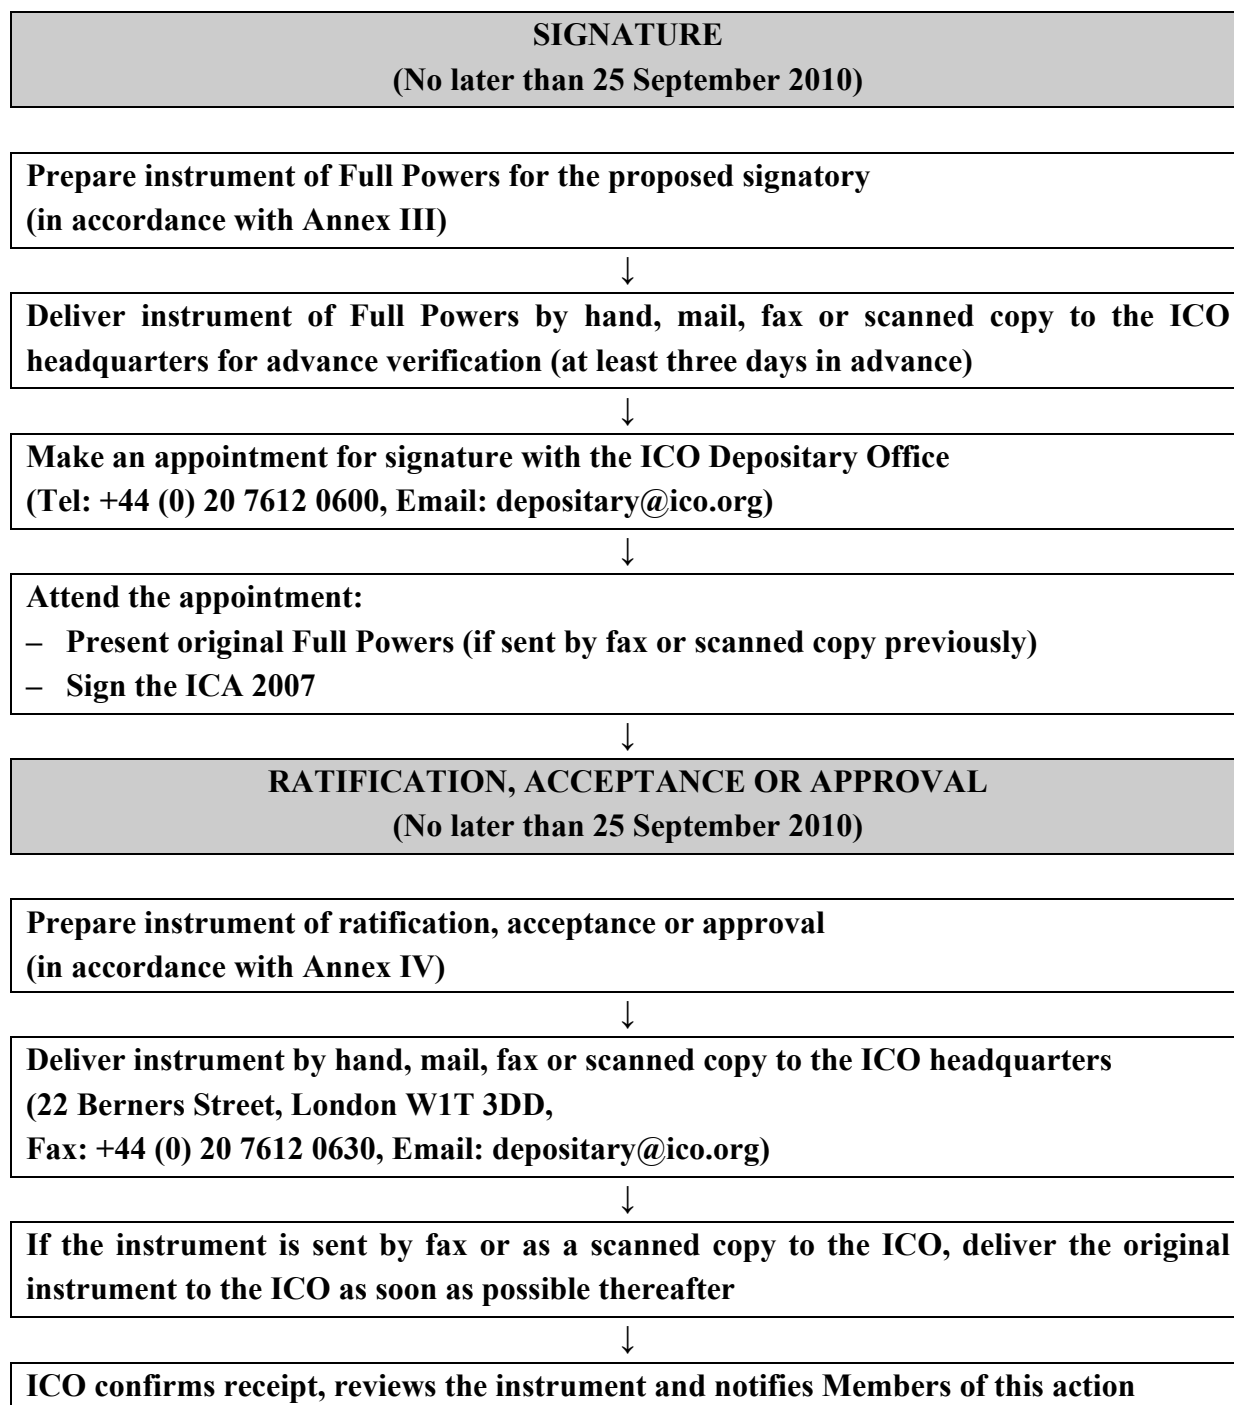 SIGNATURE
(No later than 25 September 2010)
Prepare instrument of Full Powers for the proposed signatory
(in accordance with Annex III)
↓
Deliver instrument of Full Powers by hand, mail, fax or scanned copy to the ICO
headquarters for advance verification (at least three days in advance)
↓
Make an appointment for signature with the ICO Depositary Office
(Tel: +44 (0) 20 7612 0600, Email: depositary@ico.org)
↓
Attend the appointment:
– Present original Full Powers (if sent by fax or scanned copy previously)
– Sign the ICA 2007
↓
RATIFICATION, ACCEPTANCE OR APPROVAL
(No later than 25 September 2010)
Prepare instrument of ratification, acceptance or approval
(in accordance with Annex IV)
↓
Deliver instrument by hand, mail, fax or scanned copy to the ICO headquarters
(22 Berners Street, London W1T 3DD,
Fax: +44 (0) 20 7612 0630, Email: depositary@ico.org)
↓
If the instrument is sent by fax or as a scanned copy to the ICO, deliver the original
instrument to the ICO as soon as possible thereafter
↓
ICO confirms receipt, reviews the instrument and notifies Members of this action